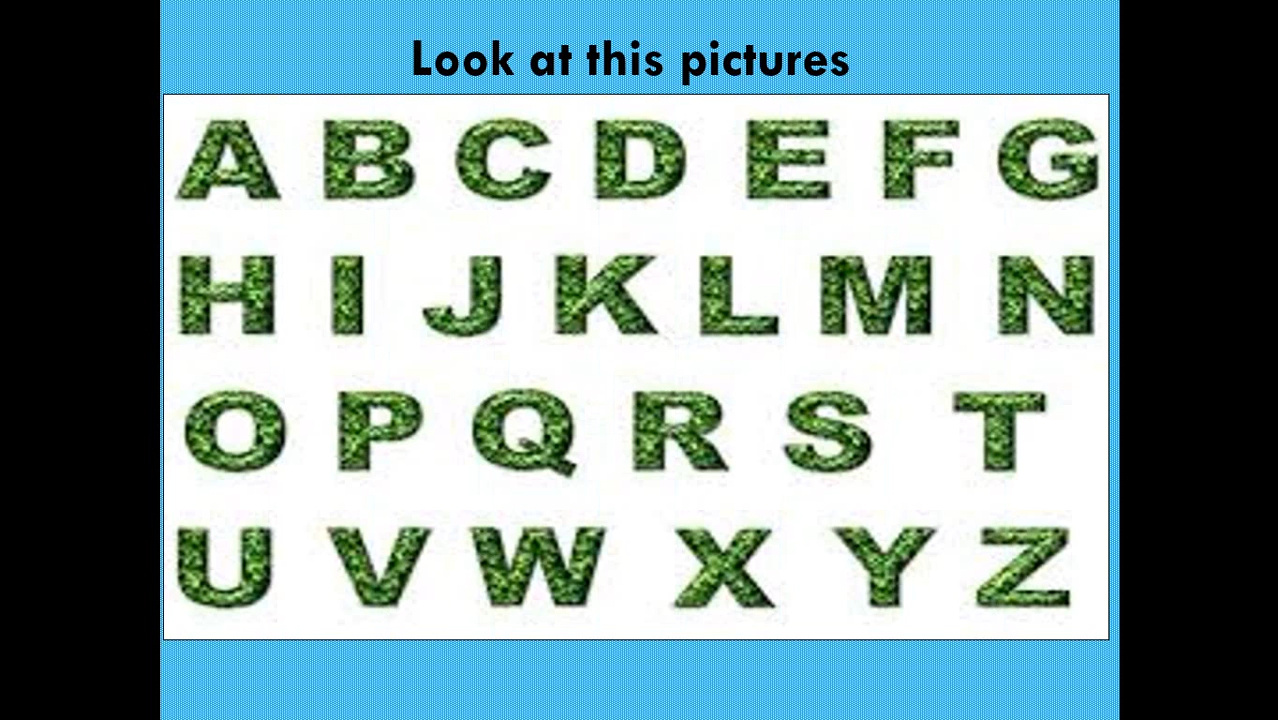 Look at this pictures
A B C D E F G
H I J K L M N
O P Q R S T
U V W X Y Z